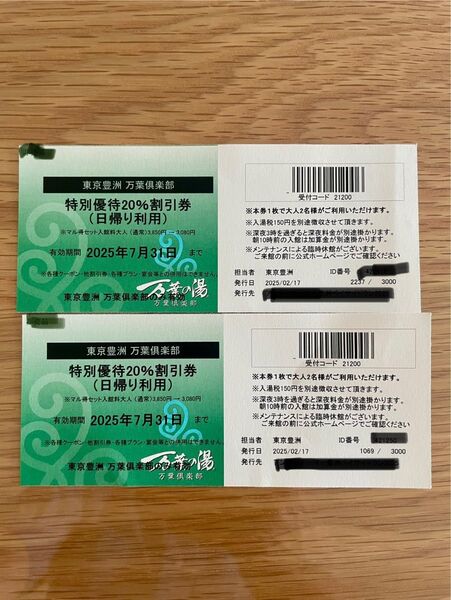 東京豊洲 万葉倶楽部
特別優待20%割引券
（日帰り利用）
※マル得セット入館料大人（通常）3,850円→3,080円
有効期間 2025年7月31日 まで
※各種クーポン・他割引券・各種プラン・宴会等との併用はできません。
東京豊洲 万葉倶楽部のみ有効
万葉の湯
万葉倶楽部
受付コード 21200
※本券1枚で大人2名様がご利用いただけます。
※入湯税150円を別途徴収させて頂きます。
※深夜3時を過ぎると深夜料金が別途掛かります。
朝10時前の入館は加算金が別途掛かります。
※メンテナンスによる臨時休館がございます。
ご来館の前に公式ホームページでご確認ください
担当者 東京豊洲 ID番号
発行日 2025/02/17 2237 / 3000
発行先
東京豊洲 万葉倶楽部
特別優待20%割引券
（日帰り利用）
※マル得セット入館料大人（通常）3,850円→3,080円
有効期間 2025年7月31日 まで
※各種クーポン・他割引券・各種プラン・宴会等との併用はできません。
東京豊洲 万葉倶楽部のみ有効
万葉の湯
万葉倶楽部
受付コード 21200
※本券1枚で大人2名様がご利用いただけます。
※入湯税150円を別途徴収させて頂きます。
※深夜3時を過ぎると深夜料金が別途掛かります。
朝10時前の入館は加算金が別途掛かります。
※メンテナンスによる臨時休館がございます。
ご来館の前に公式ホームページでご確認ください
担当者 東京豊洲 ID番号
発行日 2025/02/17 1069 / 3000
発行先